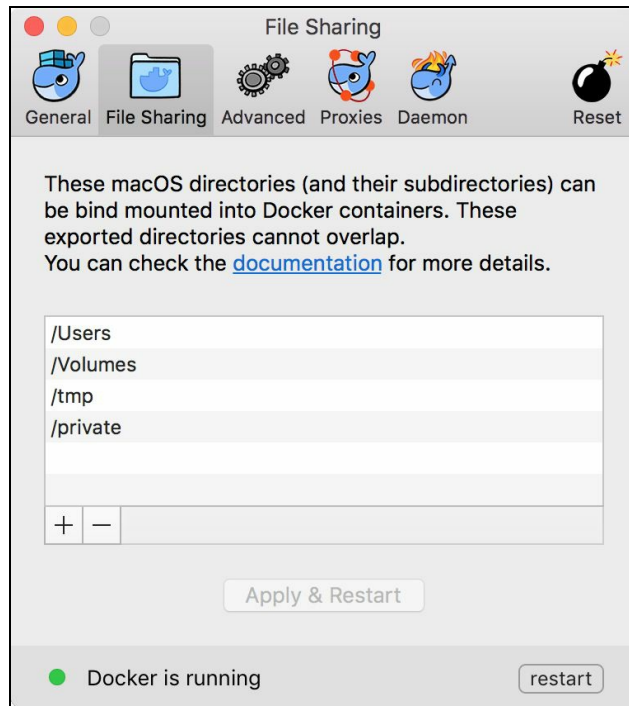 File Sharing
General File Sharing Advanced Proxies Daemon Reset
These macOS directories (and their subdirectories) can
be bind mounted into Docker containers. These
exported directories cannot overlap.
You can check the documentation for more details.
/Users
/Volumes
/tmp
/private
+ −
Apply & Restart
Docker is running restart